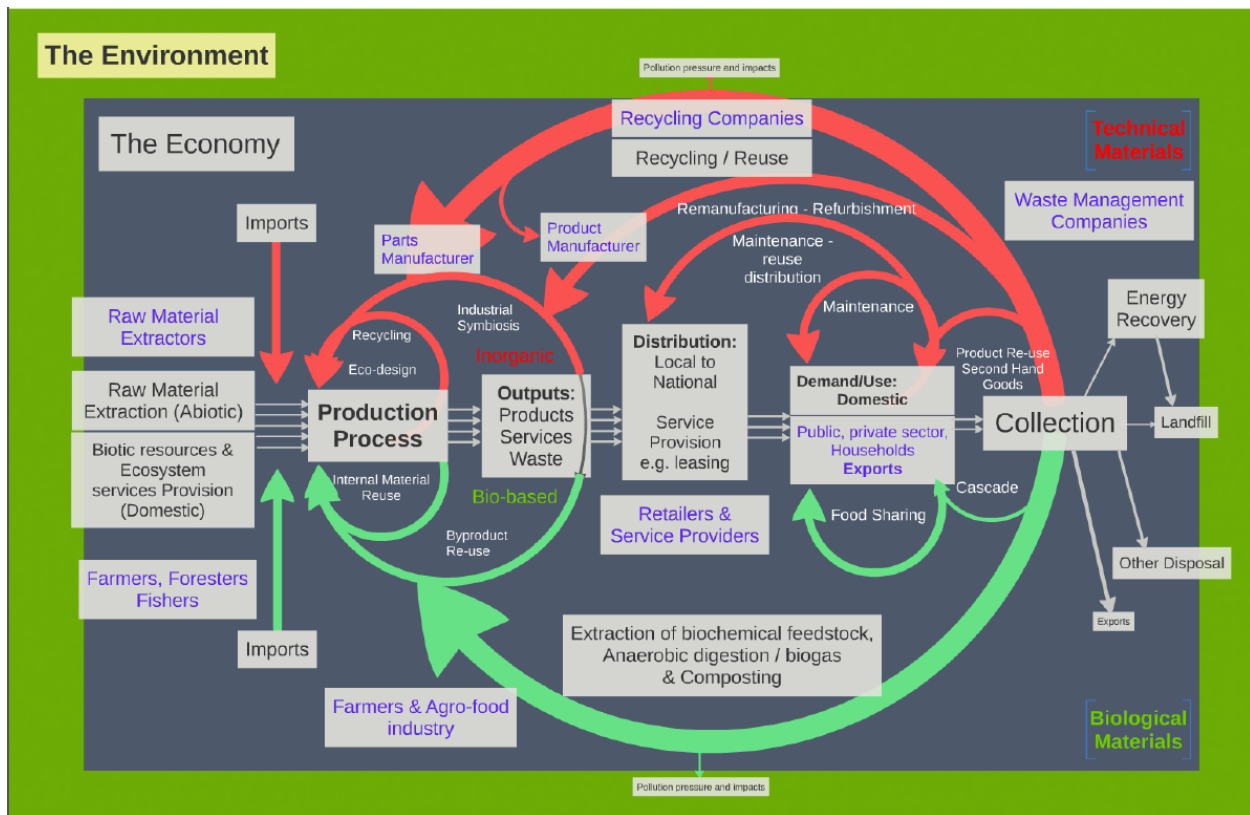 The Environment
Pollution pressure and impacts
The Economy
Recycling Companies
Recycling / Reuse
Technical
Materials
Waste Management
Companies
Imports
Parts
Manufacturer
Product
Manufacturer
Remanufacturing - Refurbishment
Maintenance -
reuse
distribution
Maintenance
Industrial
Symbiosis
Recycling
Eco-design
Inorganic
Raw Material
Extractors
Raw Material
Extraction (Abiotic)
Biotic resources &
Ecosystem
services Provision
(Domestic)
Production
Process
Outputs:
Products
Services
Waste
Distribution:
Local to
National
Service
Provision
e.g. leasing
Demand/Use:
Domestic
Public, private sector,
Households
Exports
Product Re-use
Second Hand
Goods
Collection
Energy
Recovery
Landfill
Internal Material
Reuse
Bio-based
Byproduct
Re-use
Retailers &
Service Providers
Food Sharing
Cascade
Other Disposal
Exports
Farmers, Foresters
Fishers
Imports
Extraction of biochemical feedstock,
Anaerobic digestion / biogas
& Composting
Farmers & Agro-food
industry
Biological
Materials
Pollution pressure and impacts